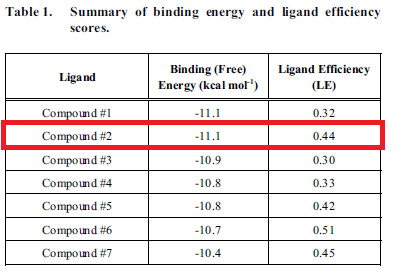 Table 1. Summary of binding energy and ligand efficiency
scores.
Ligand Binding (Free) Energy (kcal mol-1) Ligand Efficiency (LE)
Compound #1 -11.1 0.32
Compound #2 -11.1 0.44
Compound #3 -10.9 0.30
Compound #4 -10.8 0.33
Compound #5 -10.8 0.42
Compound #6 -10.7 0.51
Compound #7 -10.4 0.45